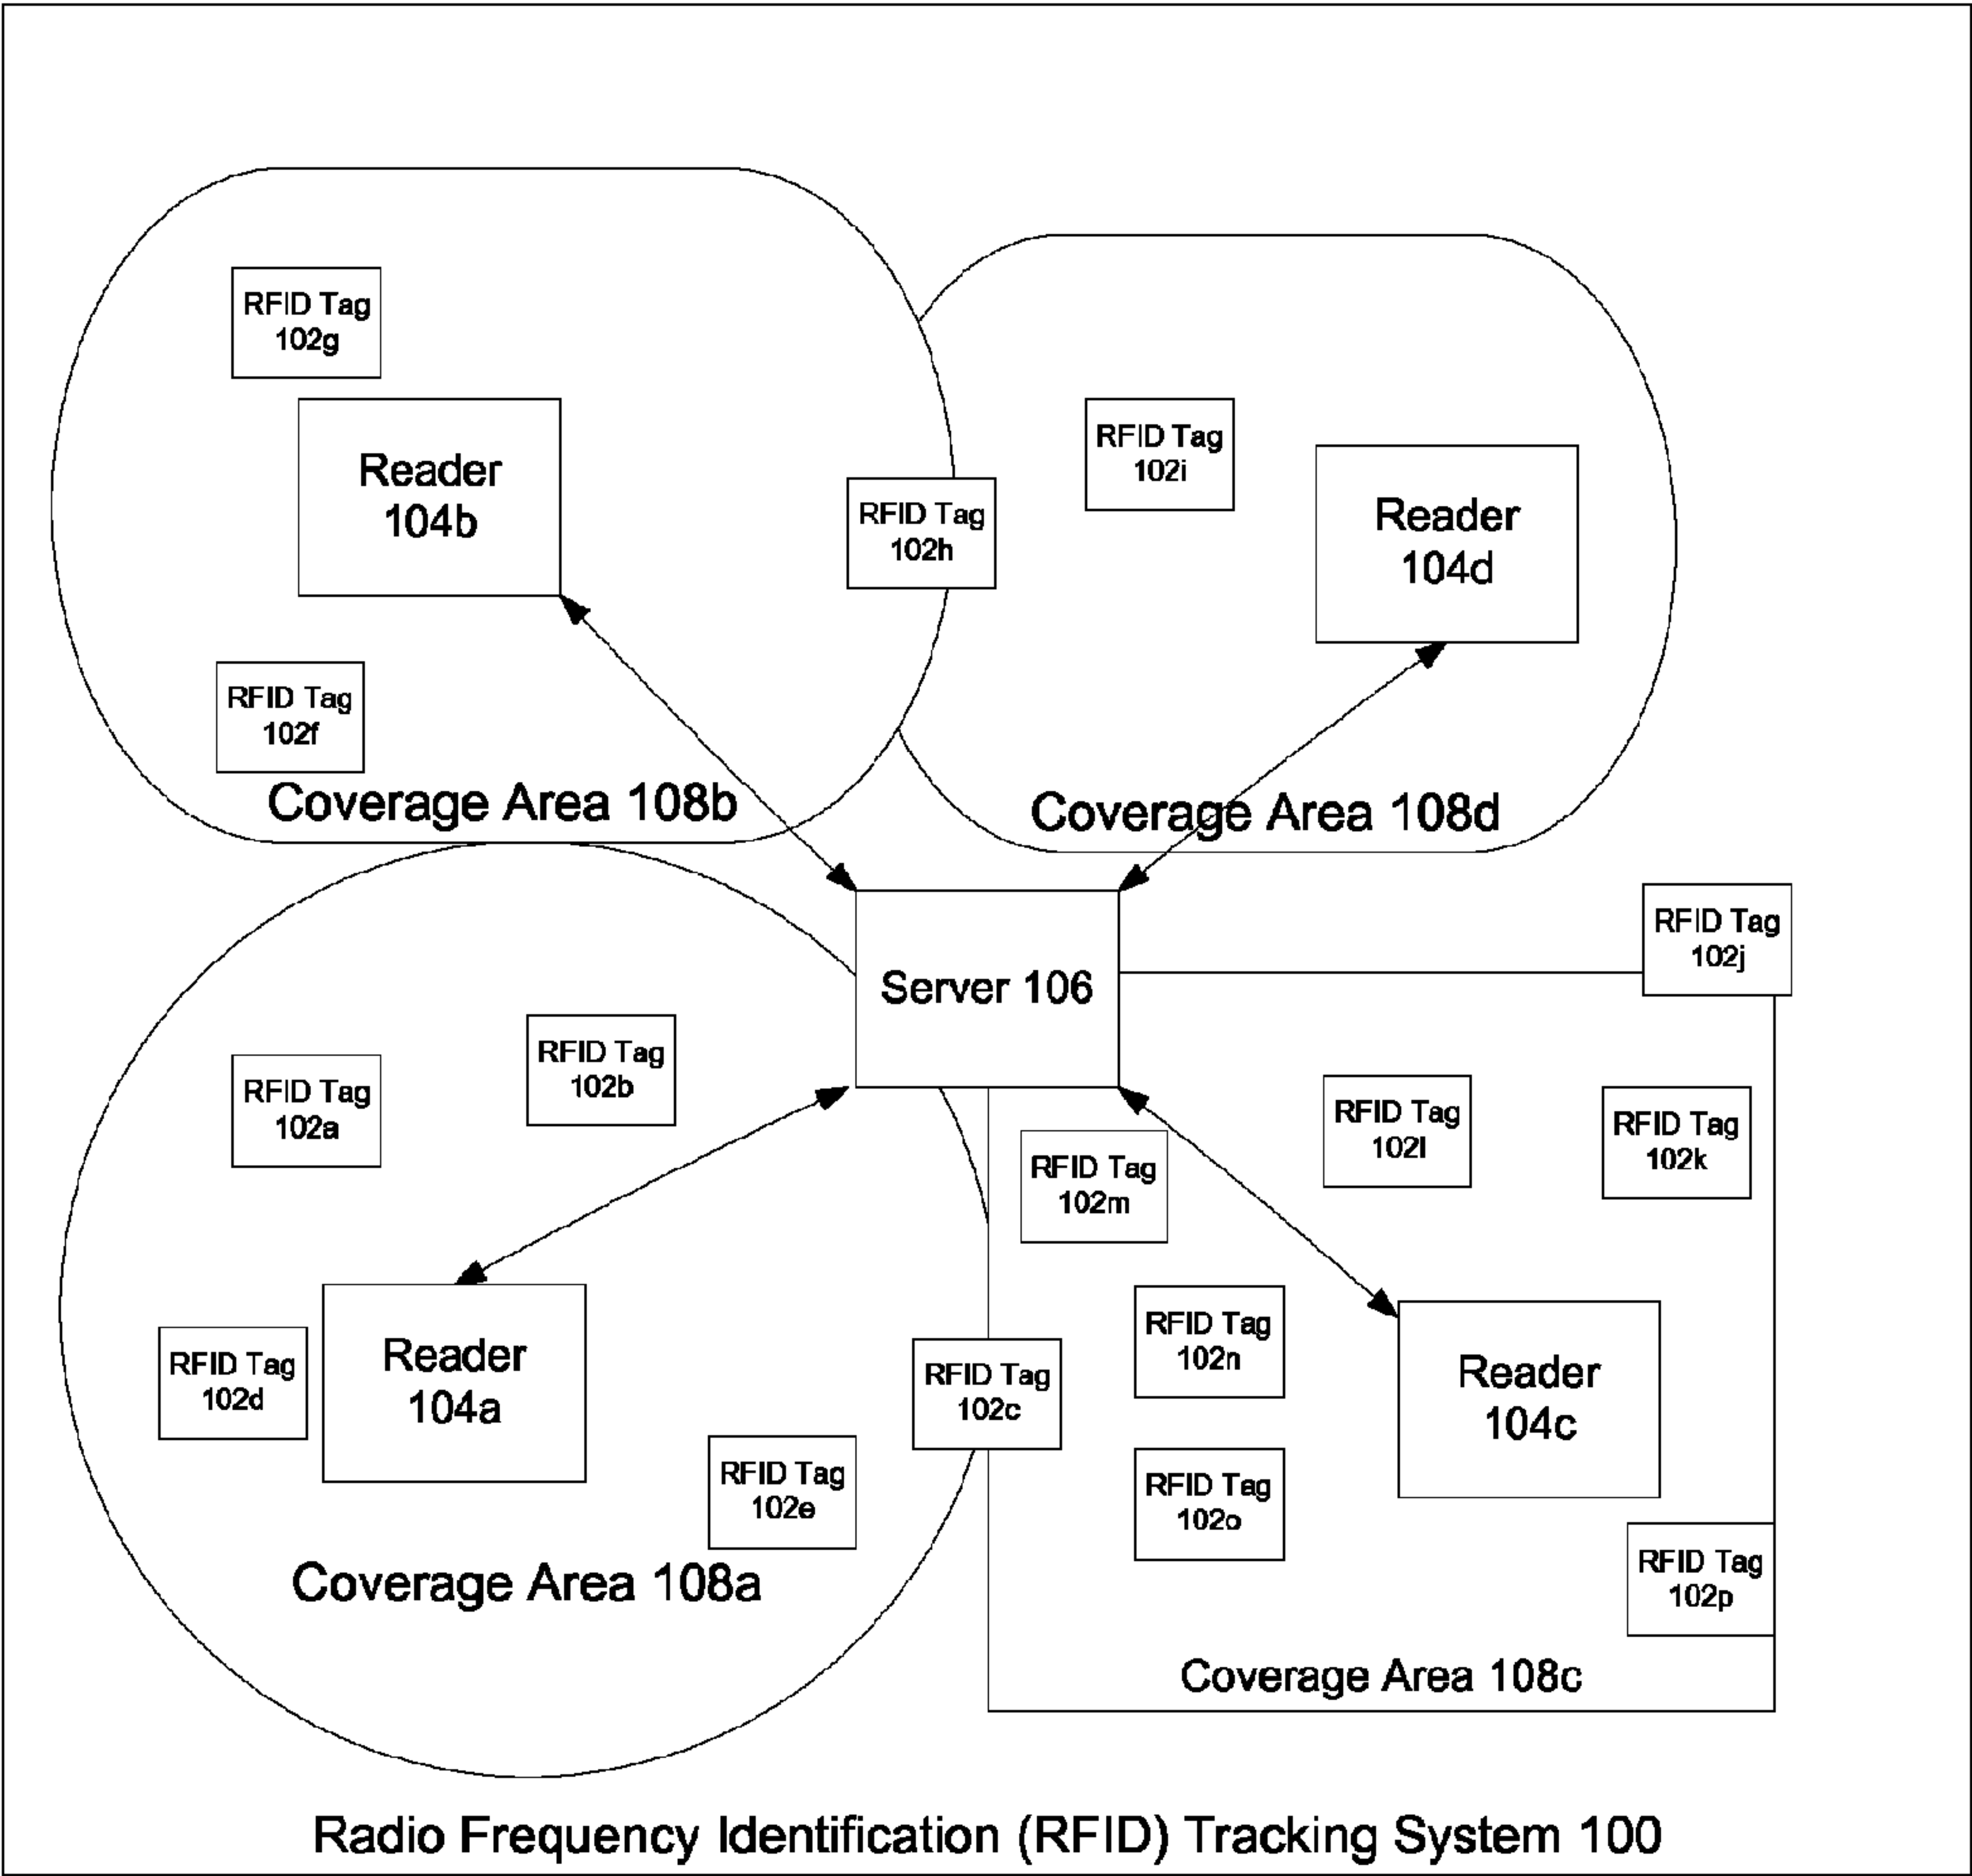 RFID Tag
102g
Reader
104b
RFID Tag
102h
RFID Tag
102i
Reader
104d
RFID Tag
102f
Coverage Area 108b
Coverage Area 108d
Server 106
RFID Tag
102j
RFID Tag
102a
RFID Tag
102b
RFID Tag
102l
RFID Tag
102k
RFID Tag
102m
RFID Tag
102d
Reader
104a
RFID Tag
102c
RFID Tag
102n
Reader
104c
RFID Tag
102e
RFID Tag
102o
Coverage Area 108a
RFID Tag
102p
Coverage Area 108c
Radio Frequency Identification (RFID) Tracking System 100